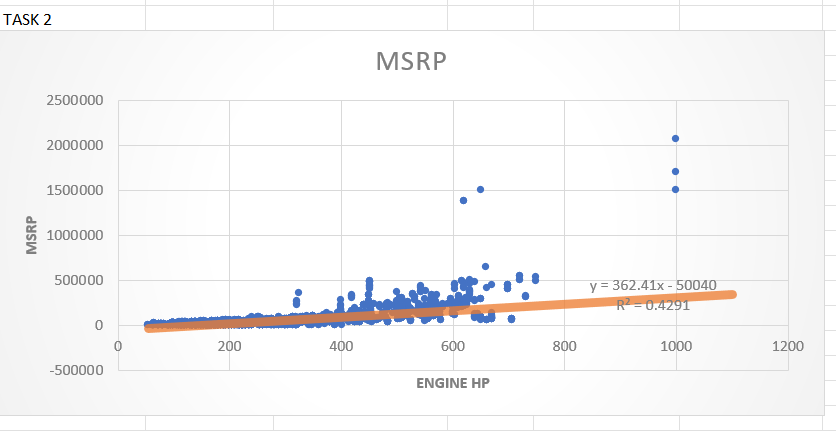 TASK 2
MSRP
2500000
2000000
1500000
1000000
500000
0
-500000
MSRP
y = 362.41x - 50040
R² = 0.4291
0 200 400 600 800 1000 1200
ENGINE HP